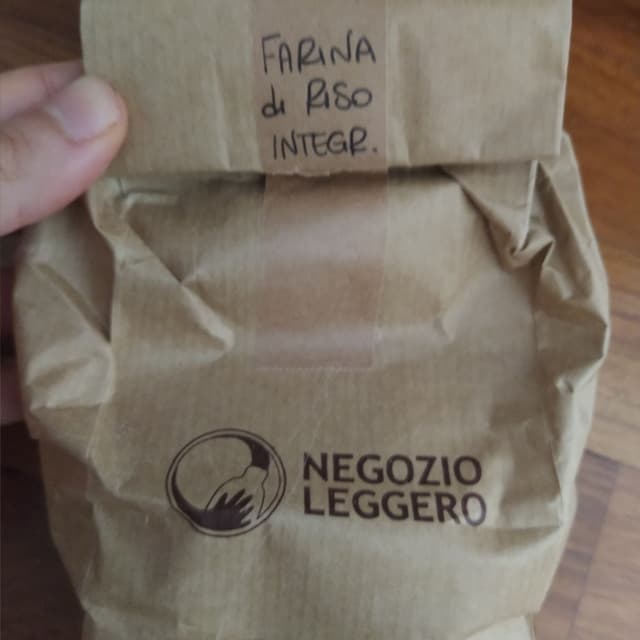 FARINA
di RISO
INTEGR.
NEGOZIO
LEGGERO